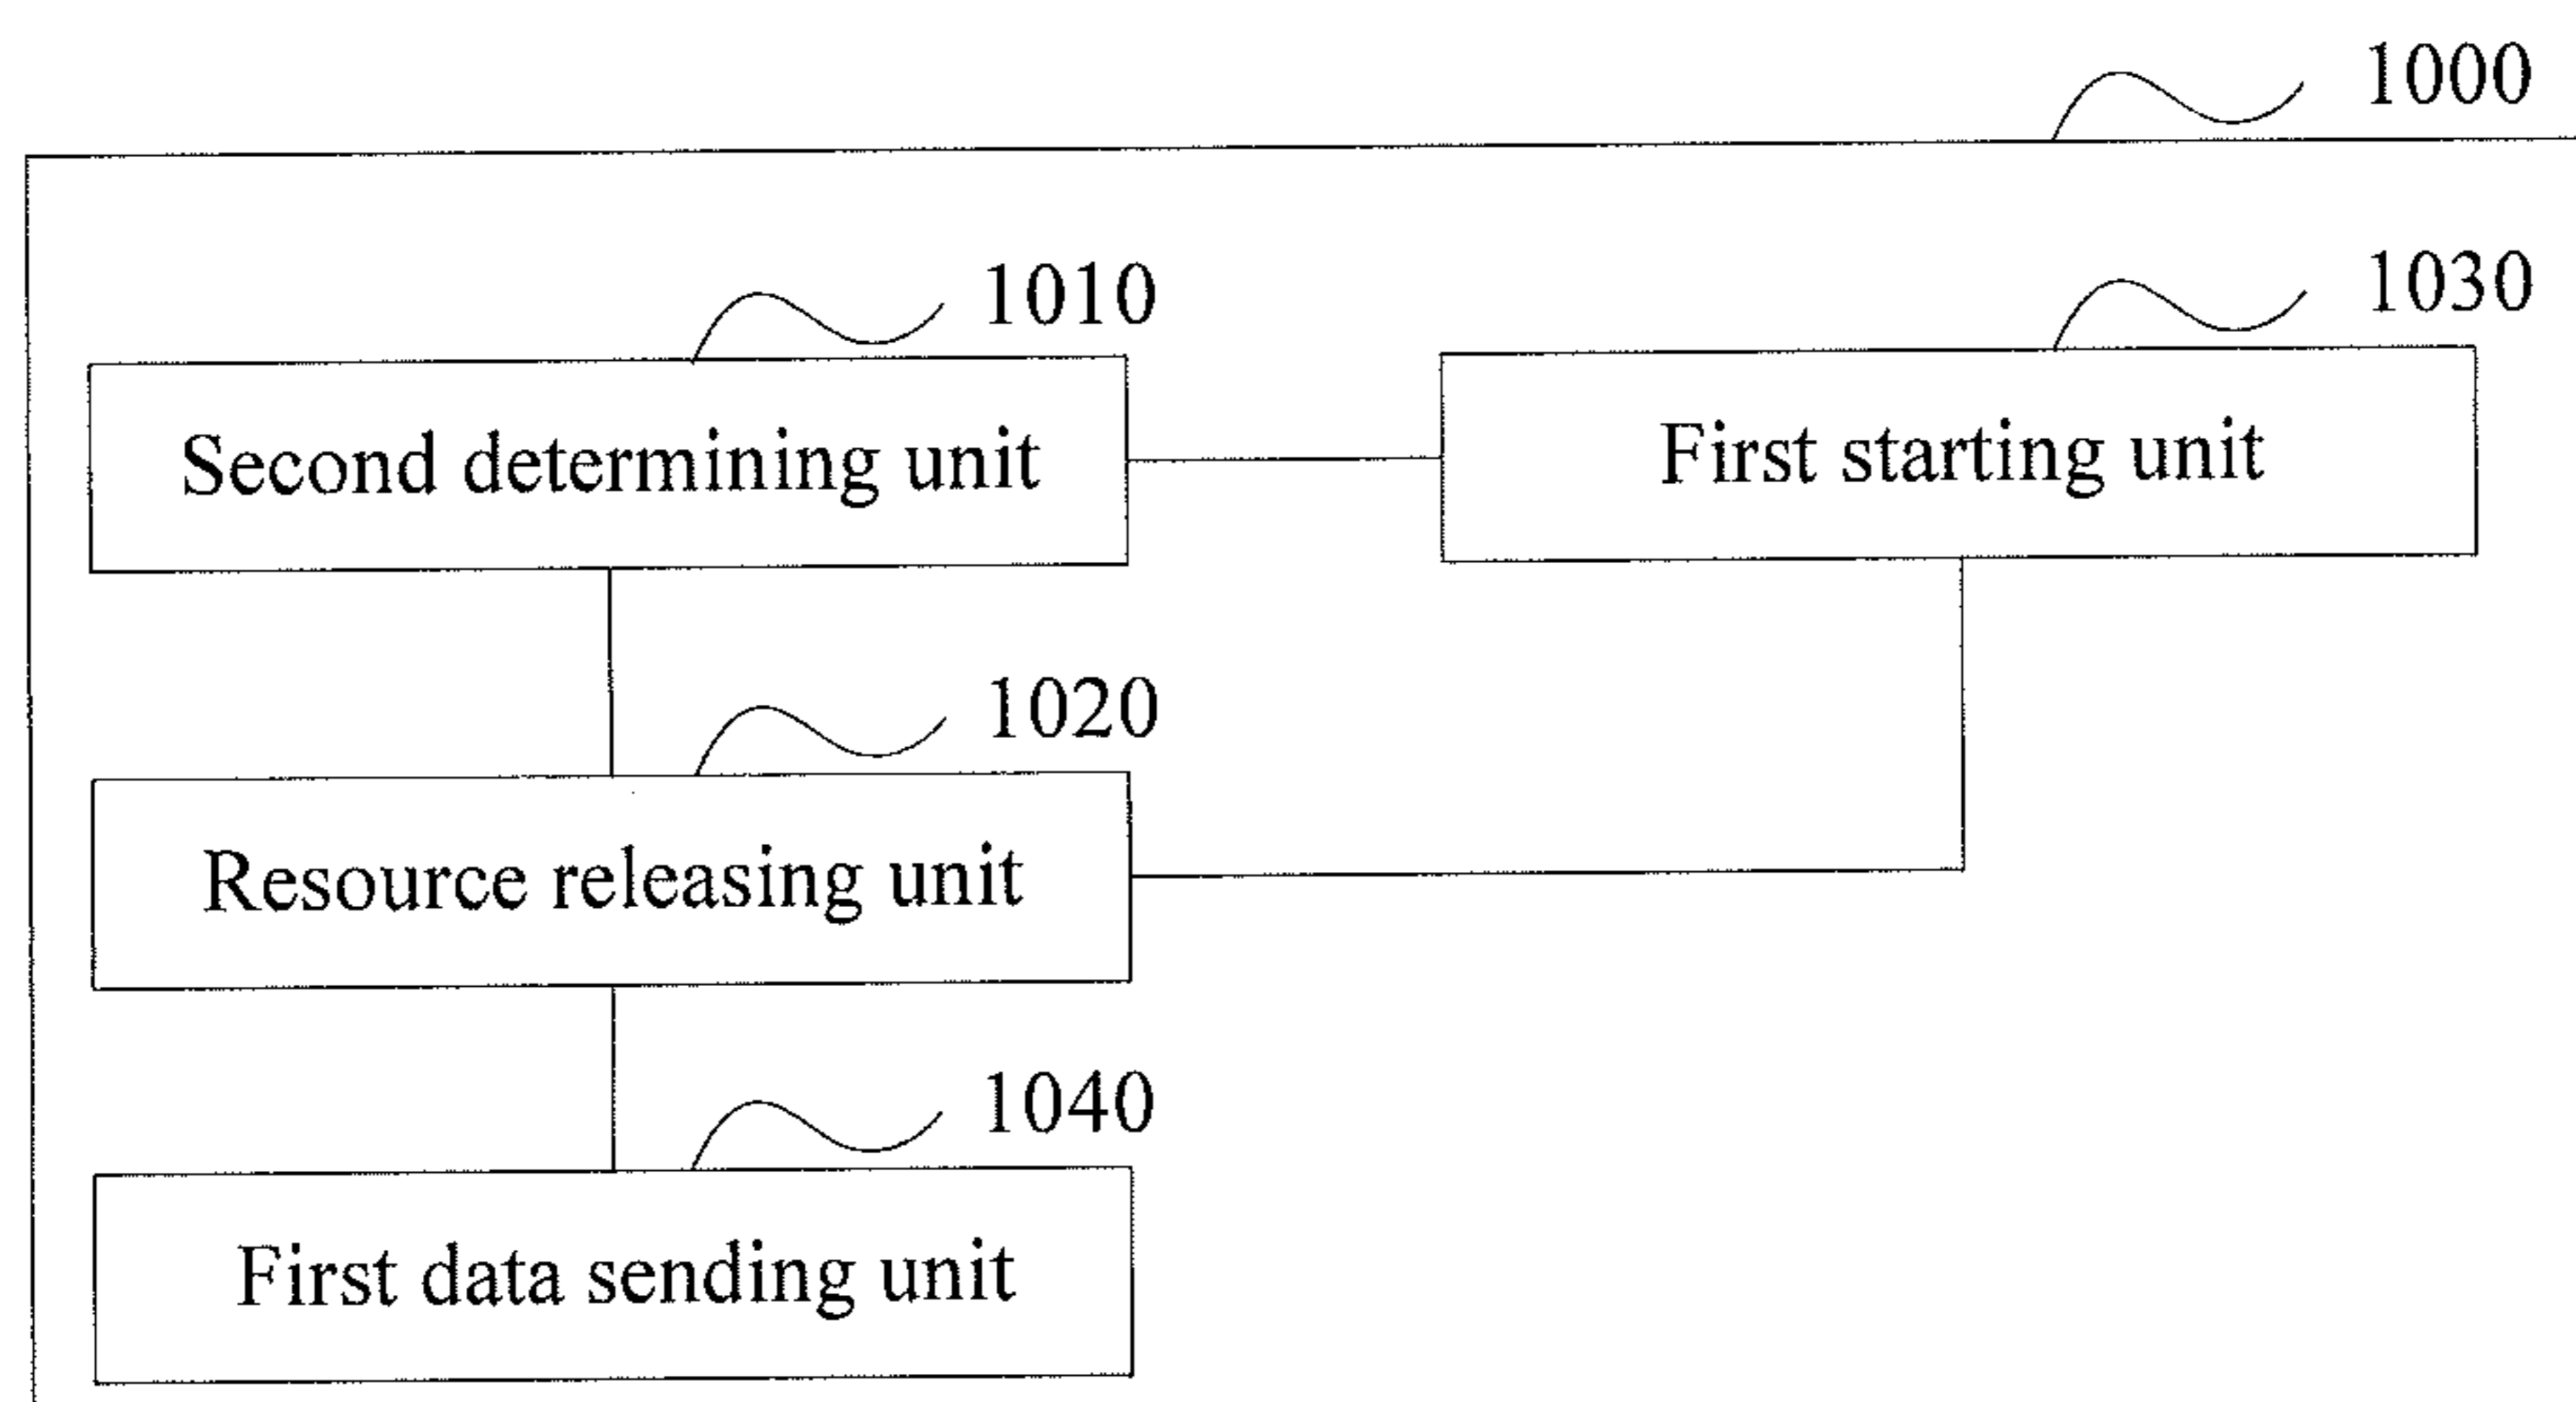 1000
1010
1030
Second determining unit
First starting unit
1020
Resource releasing unit
1040
First data sending unit